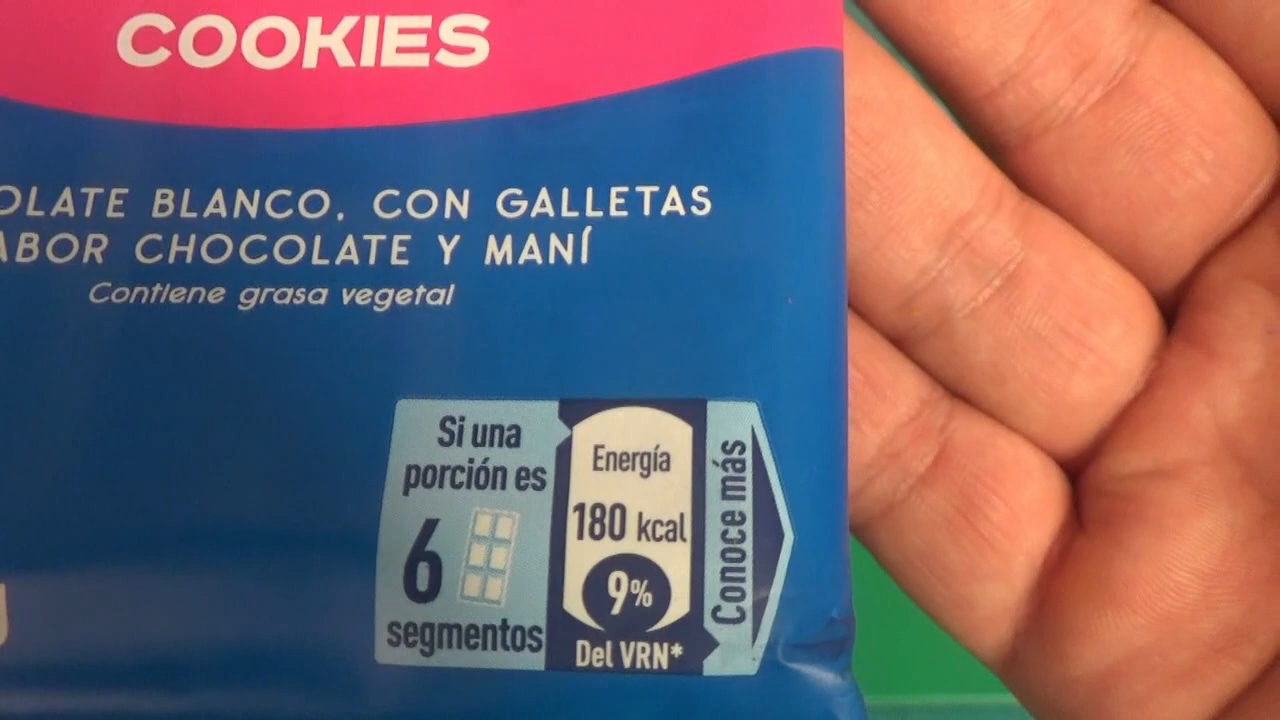 COOKIES
OLATE BLANCO, CON GALLETAS
ABOR CHOCOLATE Y MANÍ
Contiene grasa vegetal
Si una
porción es
6
segmentos
Energía
180 kcal
9%
Del VRN*
Conoce más